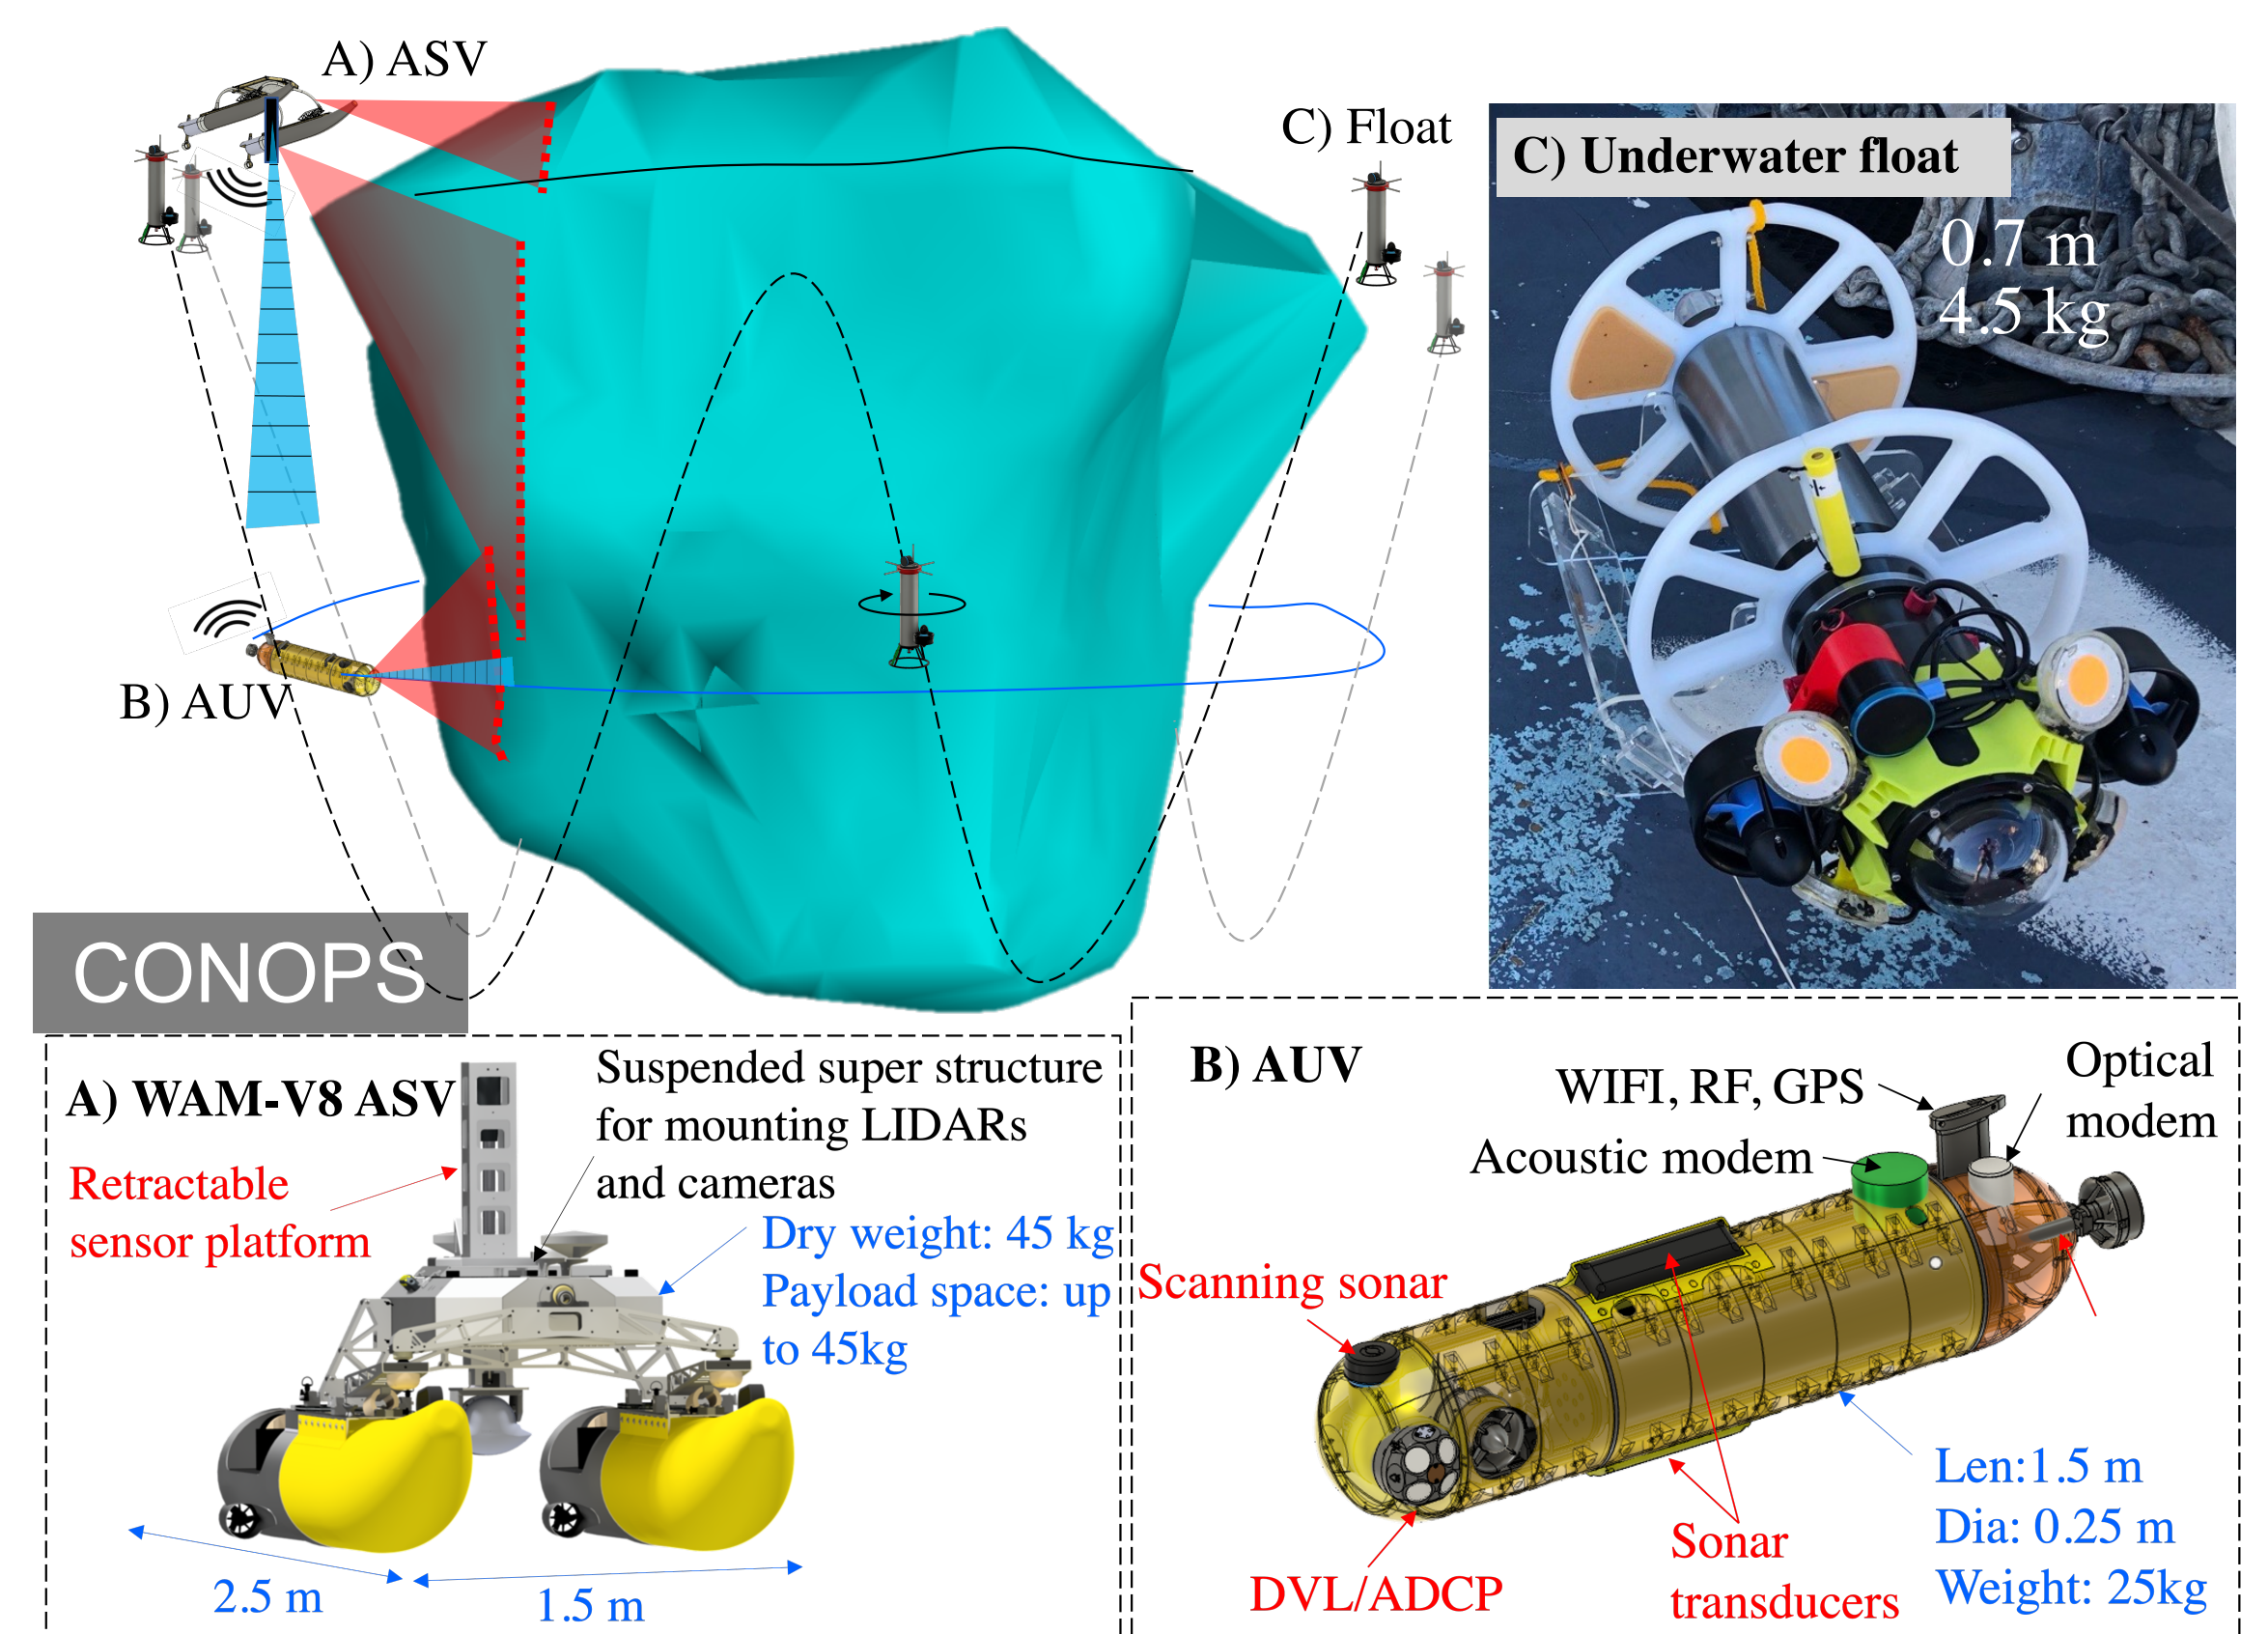 A) ASV
C) Float
C) Underwater float
0.7 m
4.5 kg
B) AUV
CONOPS
A) WAM-V8 ASV
Suspended super structure
for mounting LIDARs
and cameras
Retractable
sensor platform
Dry weight: 45 kg
Payload space: up
to 45kg
2.5 m
1.5 m
B) AUV
WIFI, RF, GPS
Optical
modem
Acoustic modem
Scanning sonar
DVL/ADCP
Sonar
transducers
Len:1.5 m
Dia: 0.25 m
Weight: 25kg